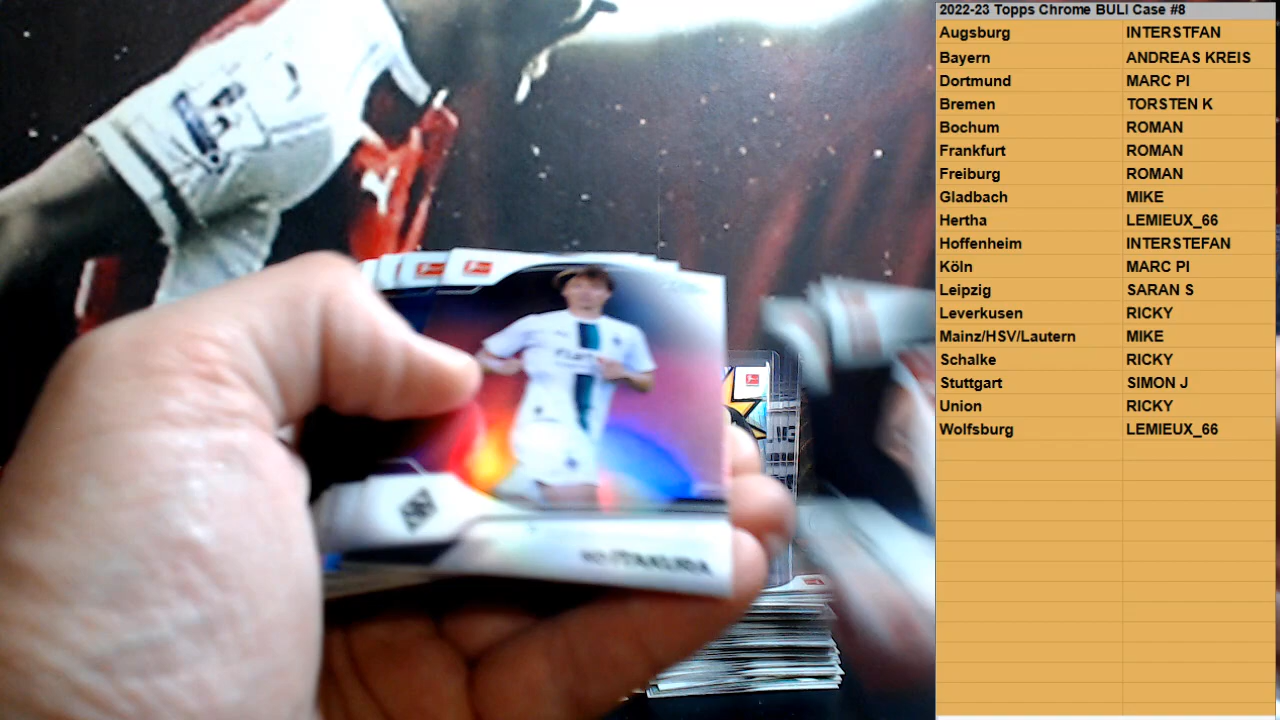 2022-23 Topps Chrome BULI Case #8
Augsburg INTERSTFAN
Bayern ANDREAS KREIS
Dortmund MARC PI
Bremen TORSTEN K
Bochum ROMAN
Frankfurt ROMAN
Freiburg ROMAN
Gladbach MIKE
Hertha LEMIEUX_66
Hoffenheim INTERSTEFAN
Köln MARC PI
Leipzig SARAN S
Leverkusen RICKY
Mainz/HSV/Lautern MIKE
Schalke RICKY
Stuttgart SIMON J
Union RICKY
Wolfsburg LEMIEUX_66
ITAKURA